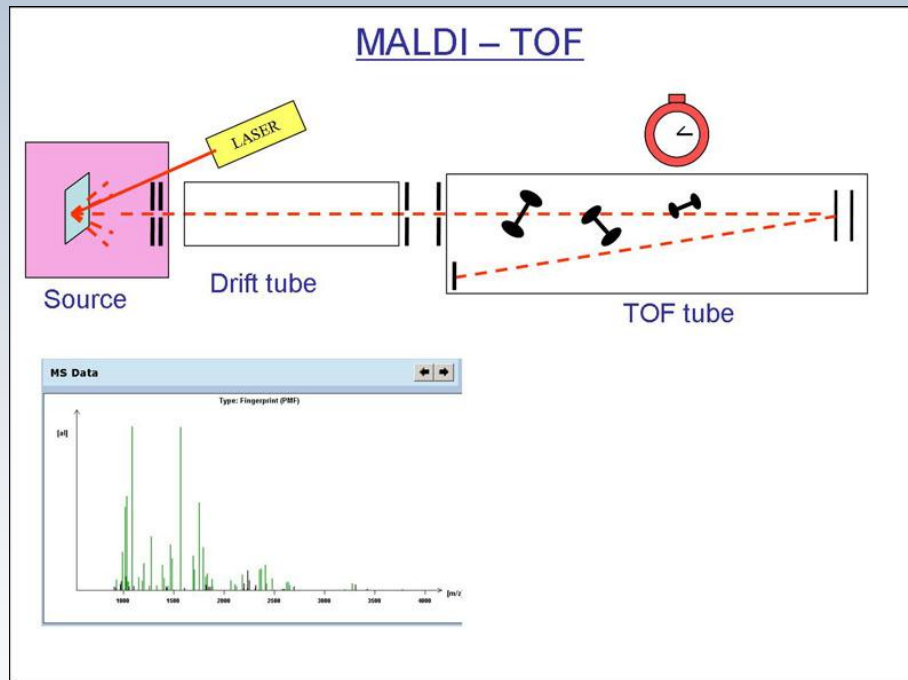 MALDI – TOF
LASER
Source
Drift tube
TOF tube
MS Data
Type: Fingerprint (PMF)
[aI]
1000 1500 2000 2500 3000 3500 4000
[m/z